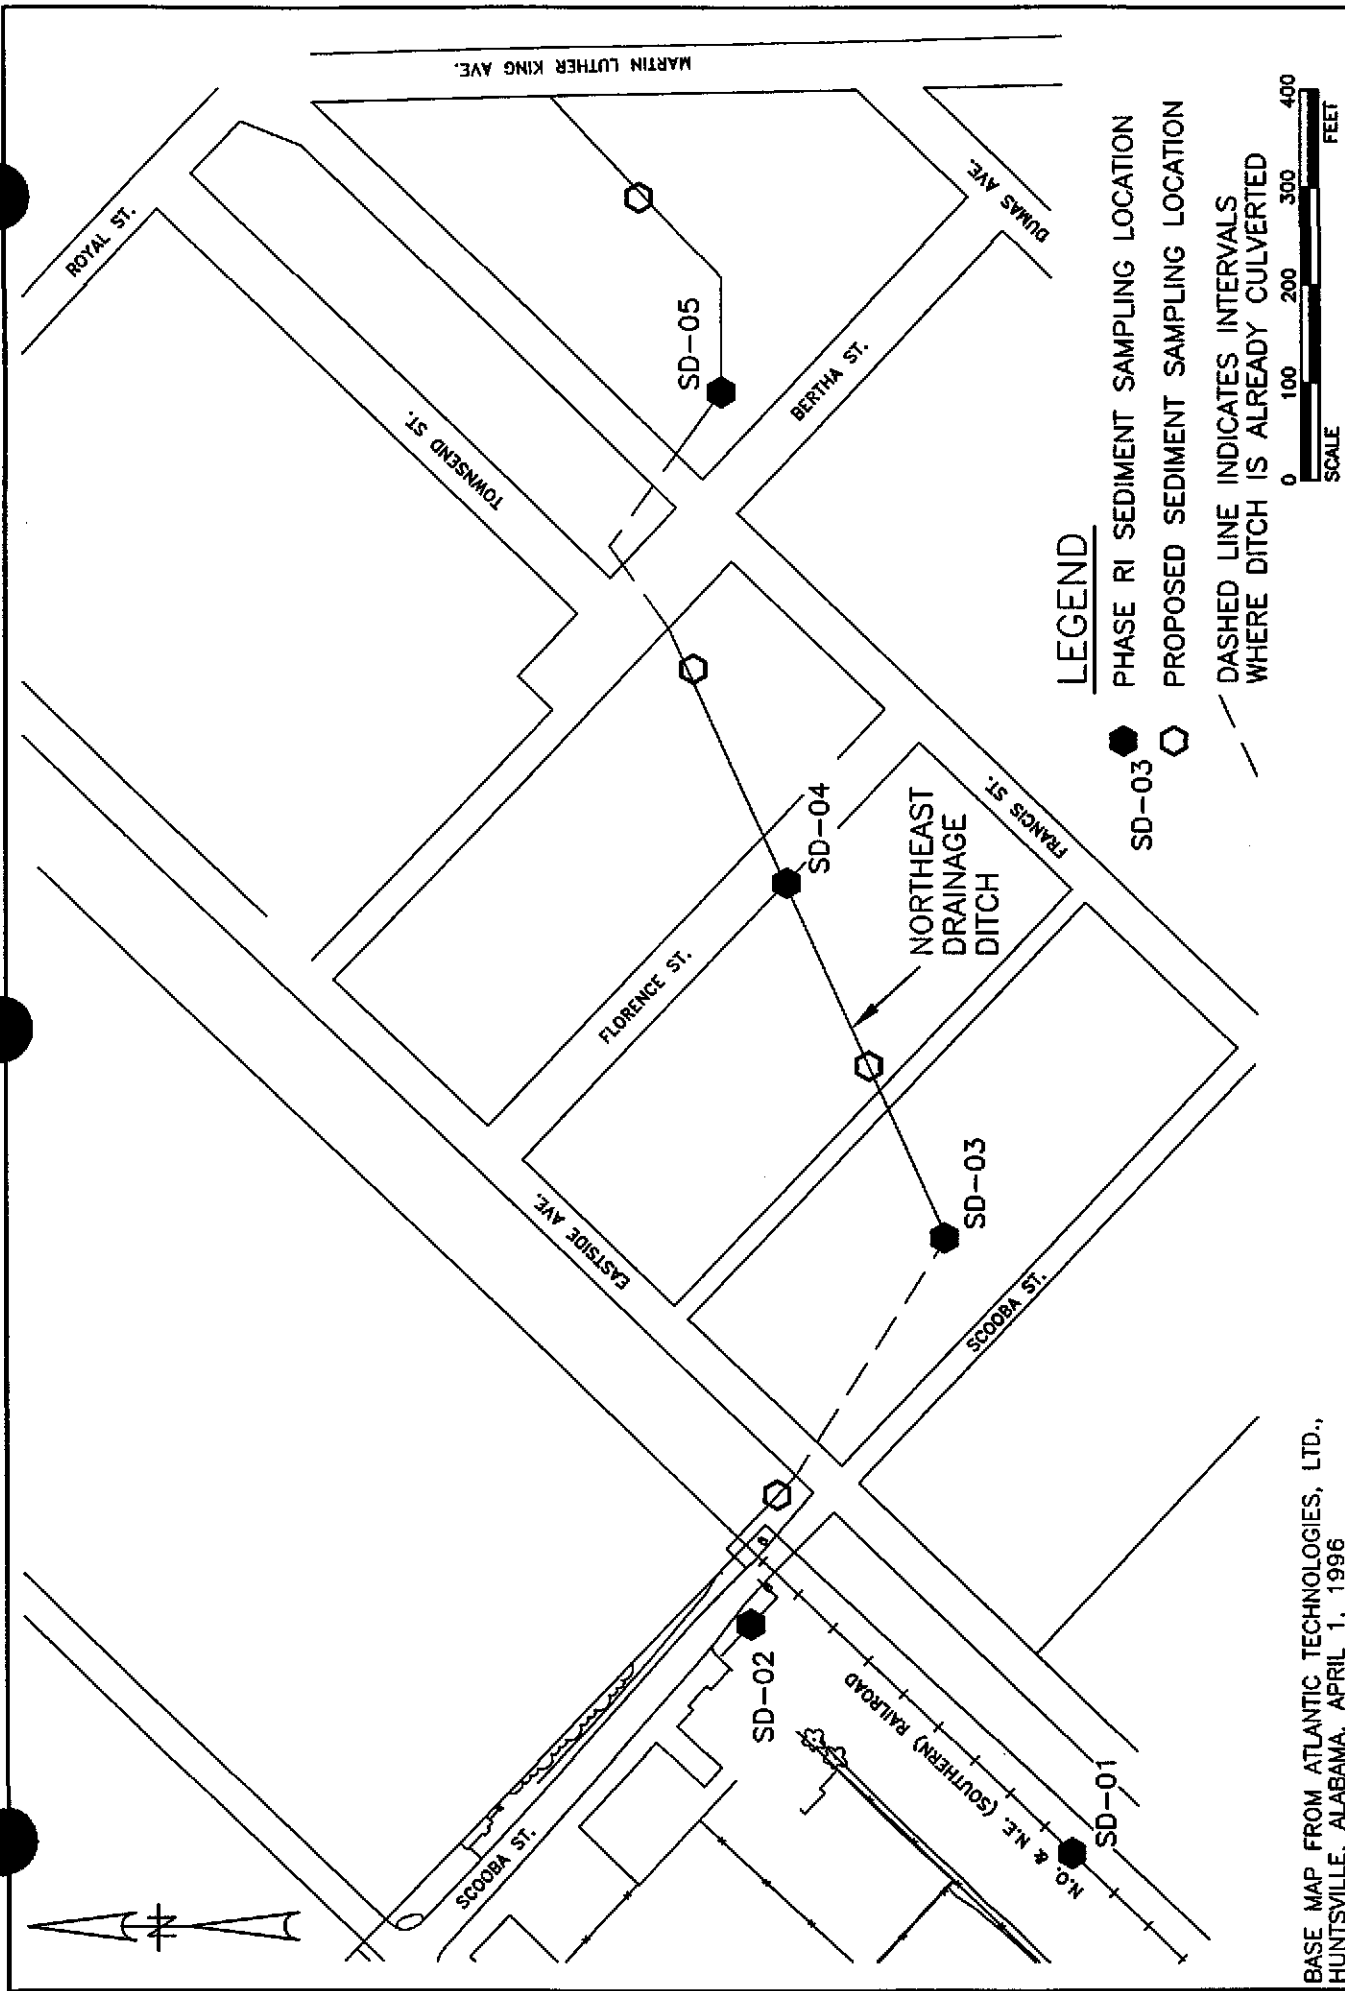 MARTIN LUTHER KING AVE.
ROYAL ST.
TOWNSEND ST.
SD-05
BERTHA ST.
DUMAS AVE.
SD-04
FLORENCE ST.
NORTHEAST
DRAINAGE
DITCH
FRANCIS ST.
EASTSIDE AVE.
SD-03
SCOOBA ST.
SD-02
SCOOBA ST.
N.O. & N.E. (SOUTHERN) RAILROAD
SD-01
N
LEGEND
SD-03
PHASE RI SEDIMENT SAMPLING LOCATION
PROPOSED SEDIMENT SAMPLING LOCATION
DASHED LINE INDICATES INTERVALS
WHERE DITCH IS ALREADY CULVERTED
0 100 200 300 400
SCALE FEET
BASE MAP FROM ATLANTIC TECHNOLOGIES, LTD.,
HUNTSVILLE, ALABAMA, APRIL 1, 1996